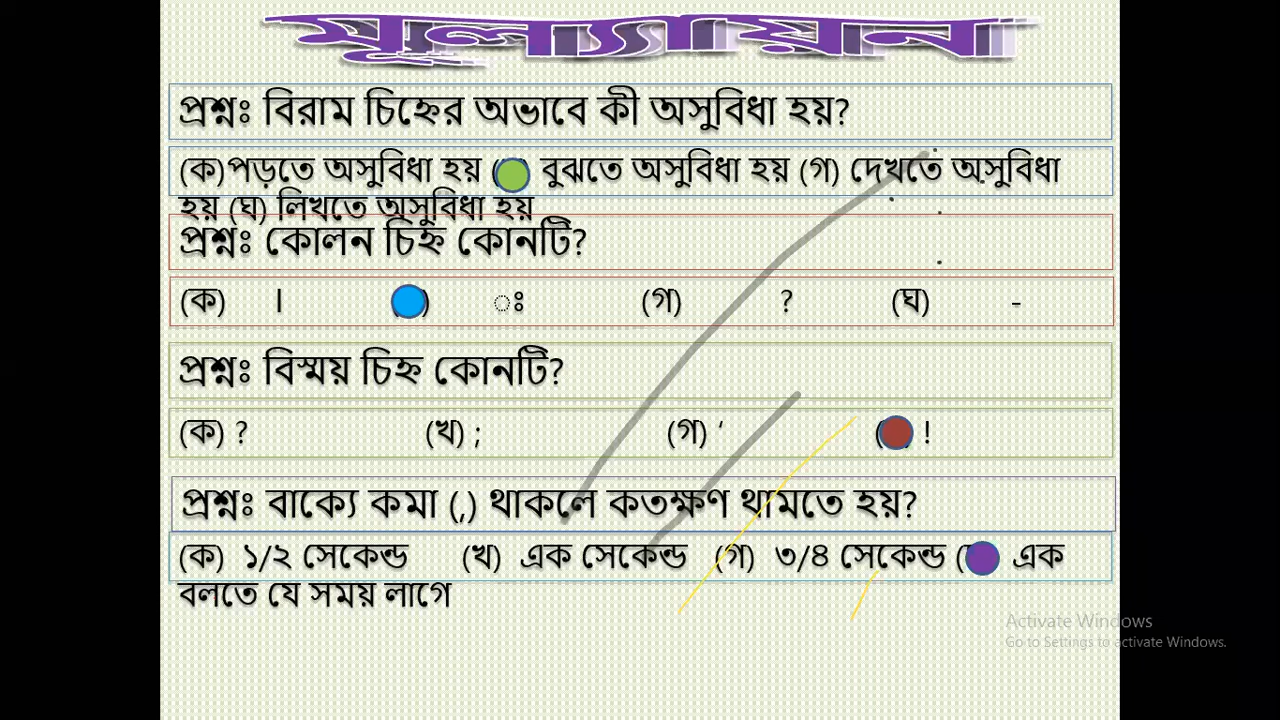 মূল্যায়ন
প্রশ্নঃ বিরাম চিহ্নের অভাবে কী অসুবিধা হয়?
(ক)পড়তে অসুবিধা হয় ( বুঝতে অসুবিধা হয় (গ) দেখতে অসুবিধা
হয় (ঘ) লিখতে অসুবিধা হয়
প্রশ্নঃ কোলন চিহ্ন কোনটি?
(ক) । ( ) ঃ (গ) ? (ঘ) -
প্রশ্নঃ বিস্ময় চিহ্ন কোনটি?
(ক) ? (খ) ; (গ) ‘ ( ) !
প্রশ্নঃ বাক্যে কমা (,) থাকলে কতক্ষণ থামতে হয়?
(ক) ১/২ সেকেন্ড (খ) এক সেকেন্ড (গ) ৩/৪ সেকেন্ড ( এক
বলতে যে সময় লাগে
Activate Windows
Go to Settings to activate Windows.